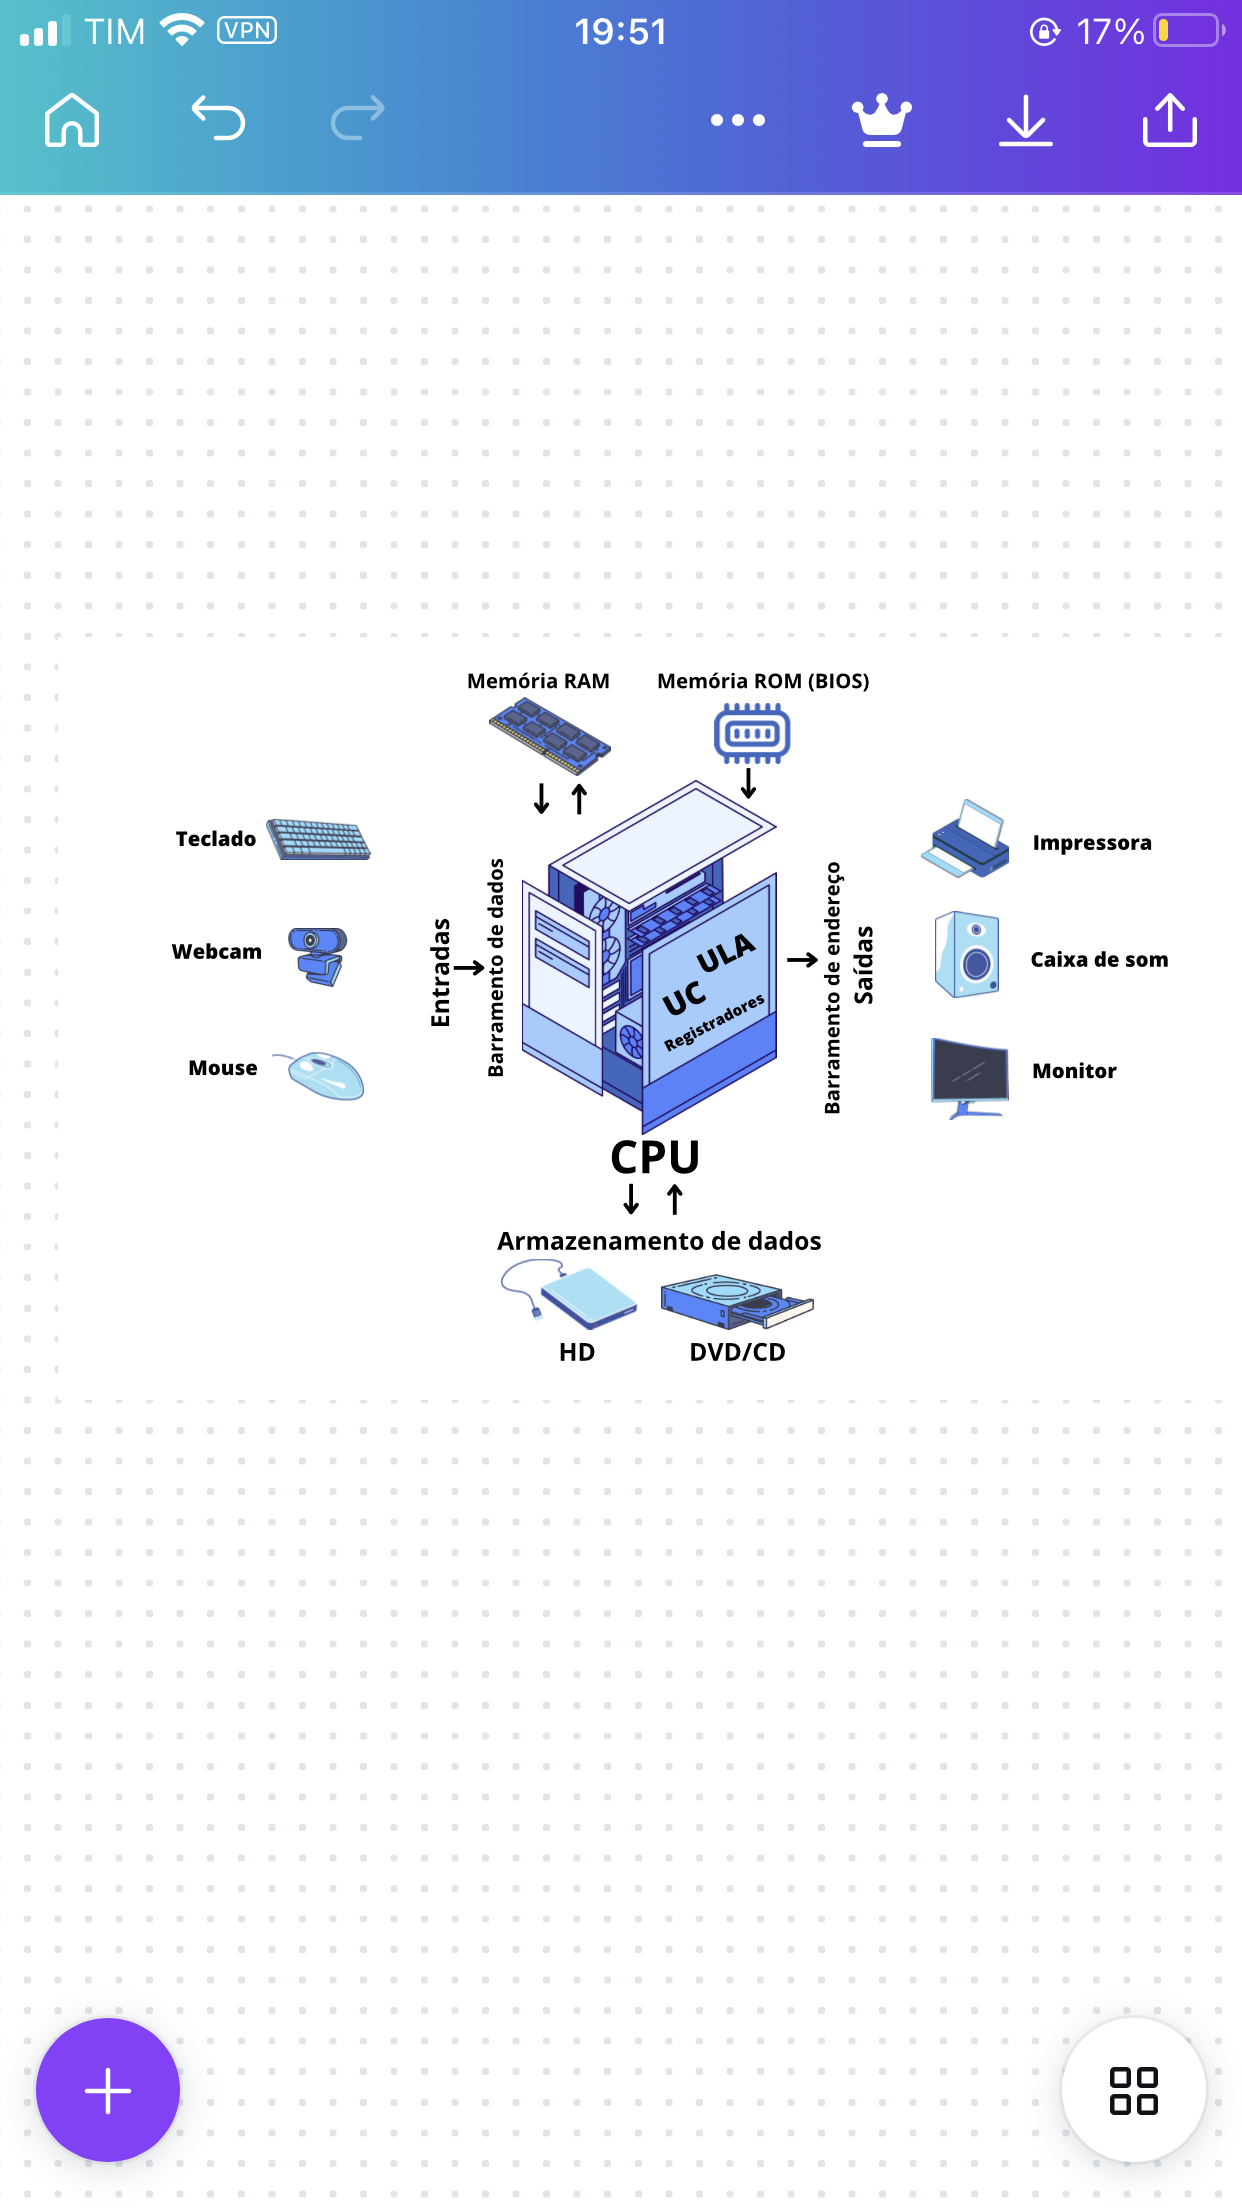 TIM VPN 19:51 17%
Memória RAM
Memória ROM (BIOS)
Teclado
Webcam
Mouse
Entradas
Barramento de dados
ULA
UC
Registradores
Barramento de endereço
Saídas
Impressora
Caixa de som
Monitor
CPU
Armazenamento de dados
HD
DVD/CD